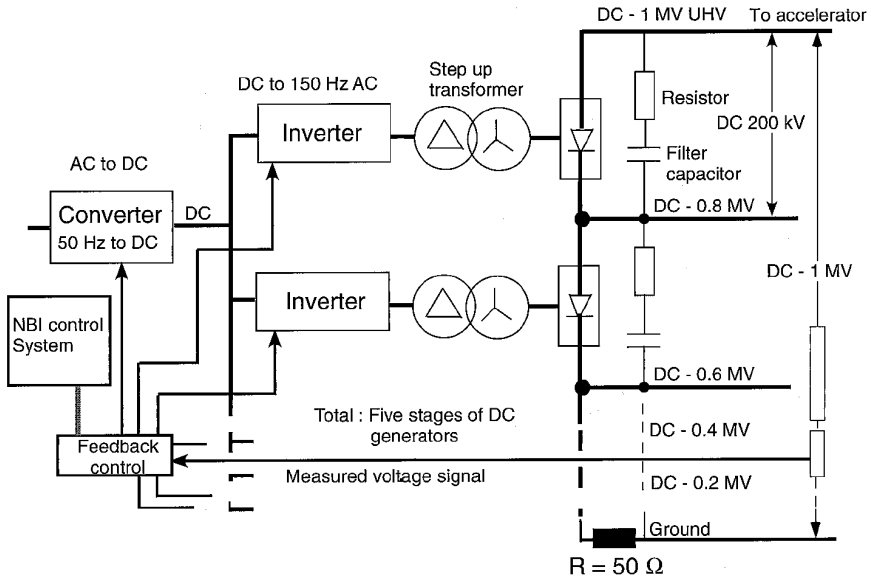 DC - 1 MV UHV
To accelerator
Step up
transformer
DC to 150 Hz AC
Inverter
Resistor
DC 200 kV
Filter
capacitor
AC to DC
Converter
50 Hz to DC
DC
DC - 0.8 MV
DC - 1 MV
Inverter
NBI control
System
DC - 0.6 MV
Total : Five stages of DC
generators
DC - 0.4 MV
Feedback
control
Measured voltage signal
DC - 0.2 MV
Ground
R = 50 Ω